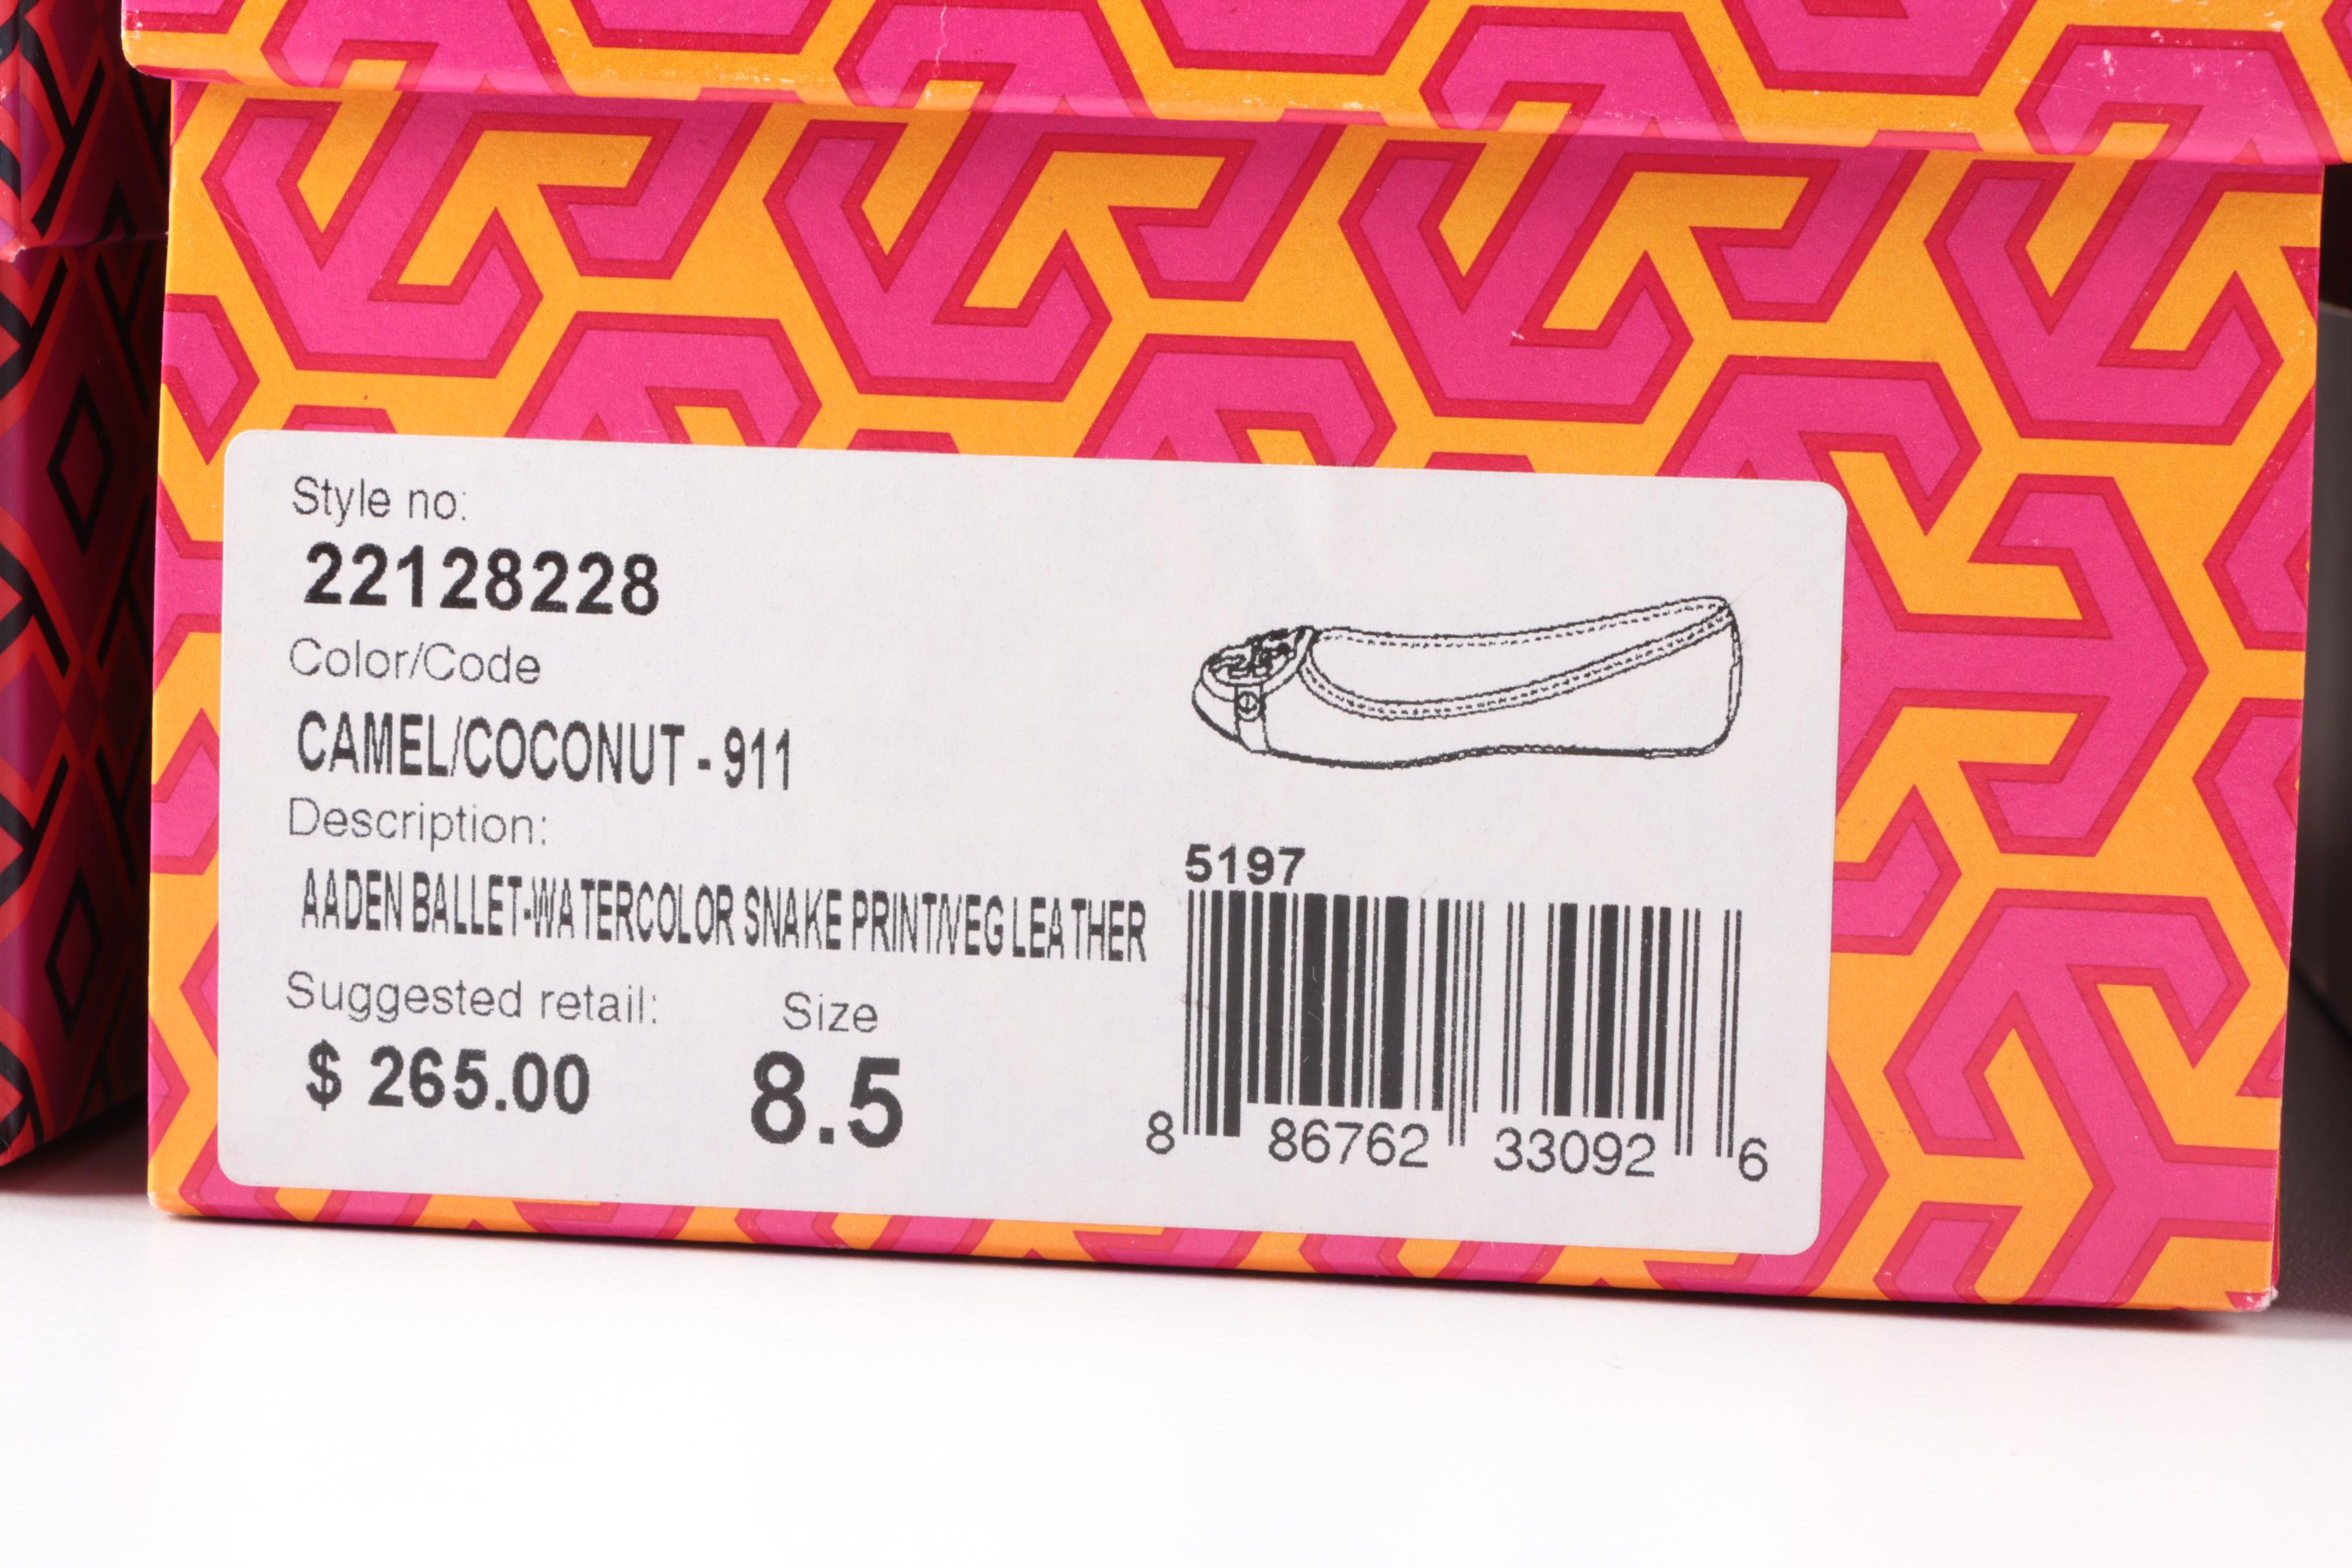 Style no:
22128228
Color/Code
CAMEL/COCONUT - 911
Description:
AADEN BALLET-WATERCOLOR SNAKE PRINT/VEG LEATHER
Suggested retail:
$ 265.00
Size
8.5
5197
8 86762 33092 6